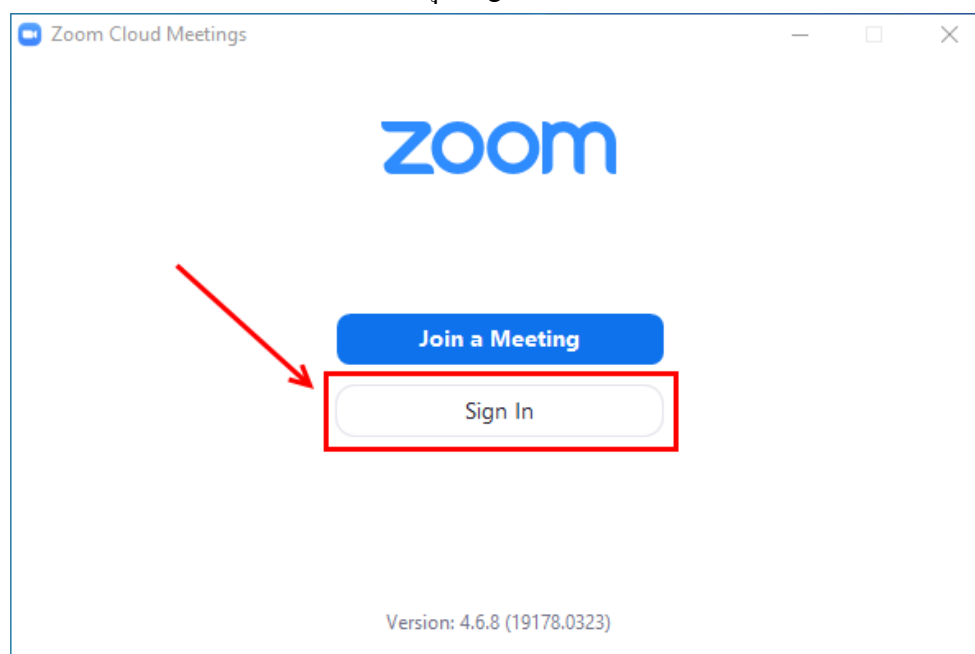 Zoom Cloud Meetings
zoom
Join a Meeting
Sign In
Version: 4.6.8 (19178.0323)